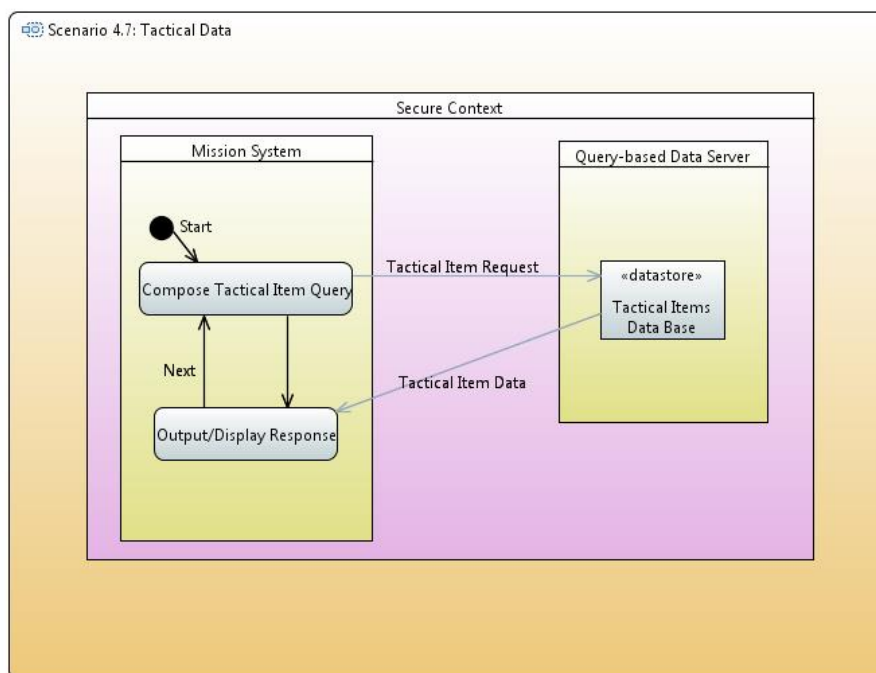 Scenario 4.7: Tactical Data
Secure Context
Mission System
Query-based Data Server
Start
Compose Tactical Item Query
Tactical Item Request
«datastore»
Tactical Items
Data Base
Next
Tactical Item Data
Output/Display Response